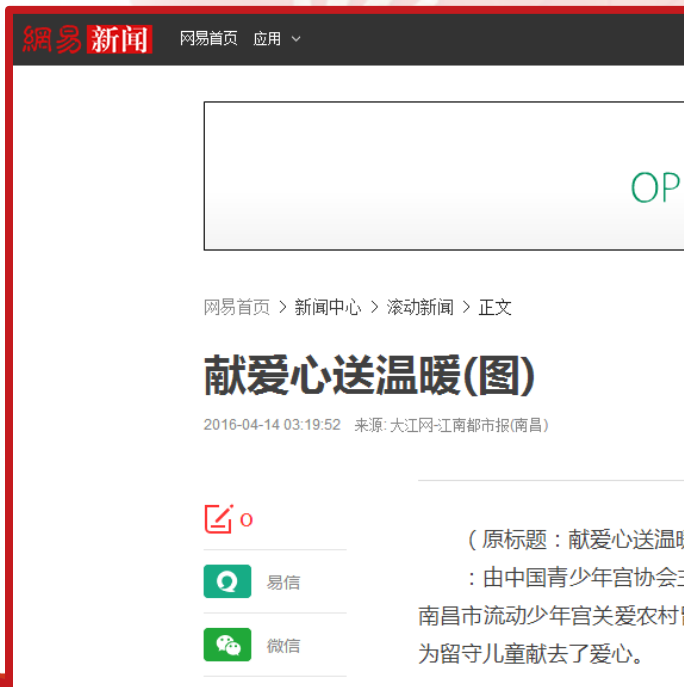 網易新闻 网易首页 应用
OP
网易首页 > 新闻中心 > 滚动新闻 > 正文
献爱心送温暖(图)
2016-04-14 03:19:52 来源: 大江网-江南都市报(南昌)
0
易信
微信
（原标题：献爱心送温
：由中国青少年宫协会
南昌市流动少年宫关爱农村
为留守儿童献去了爱心。